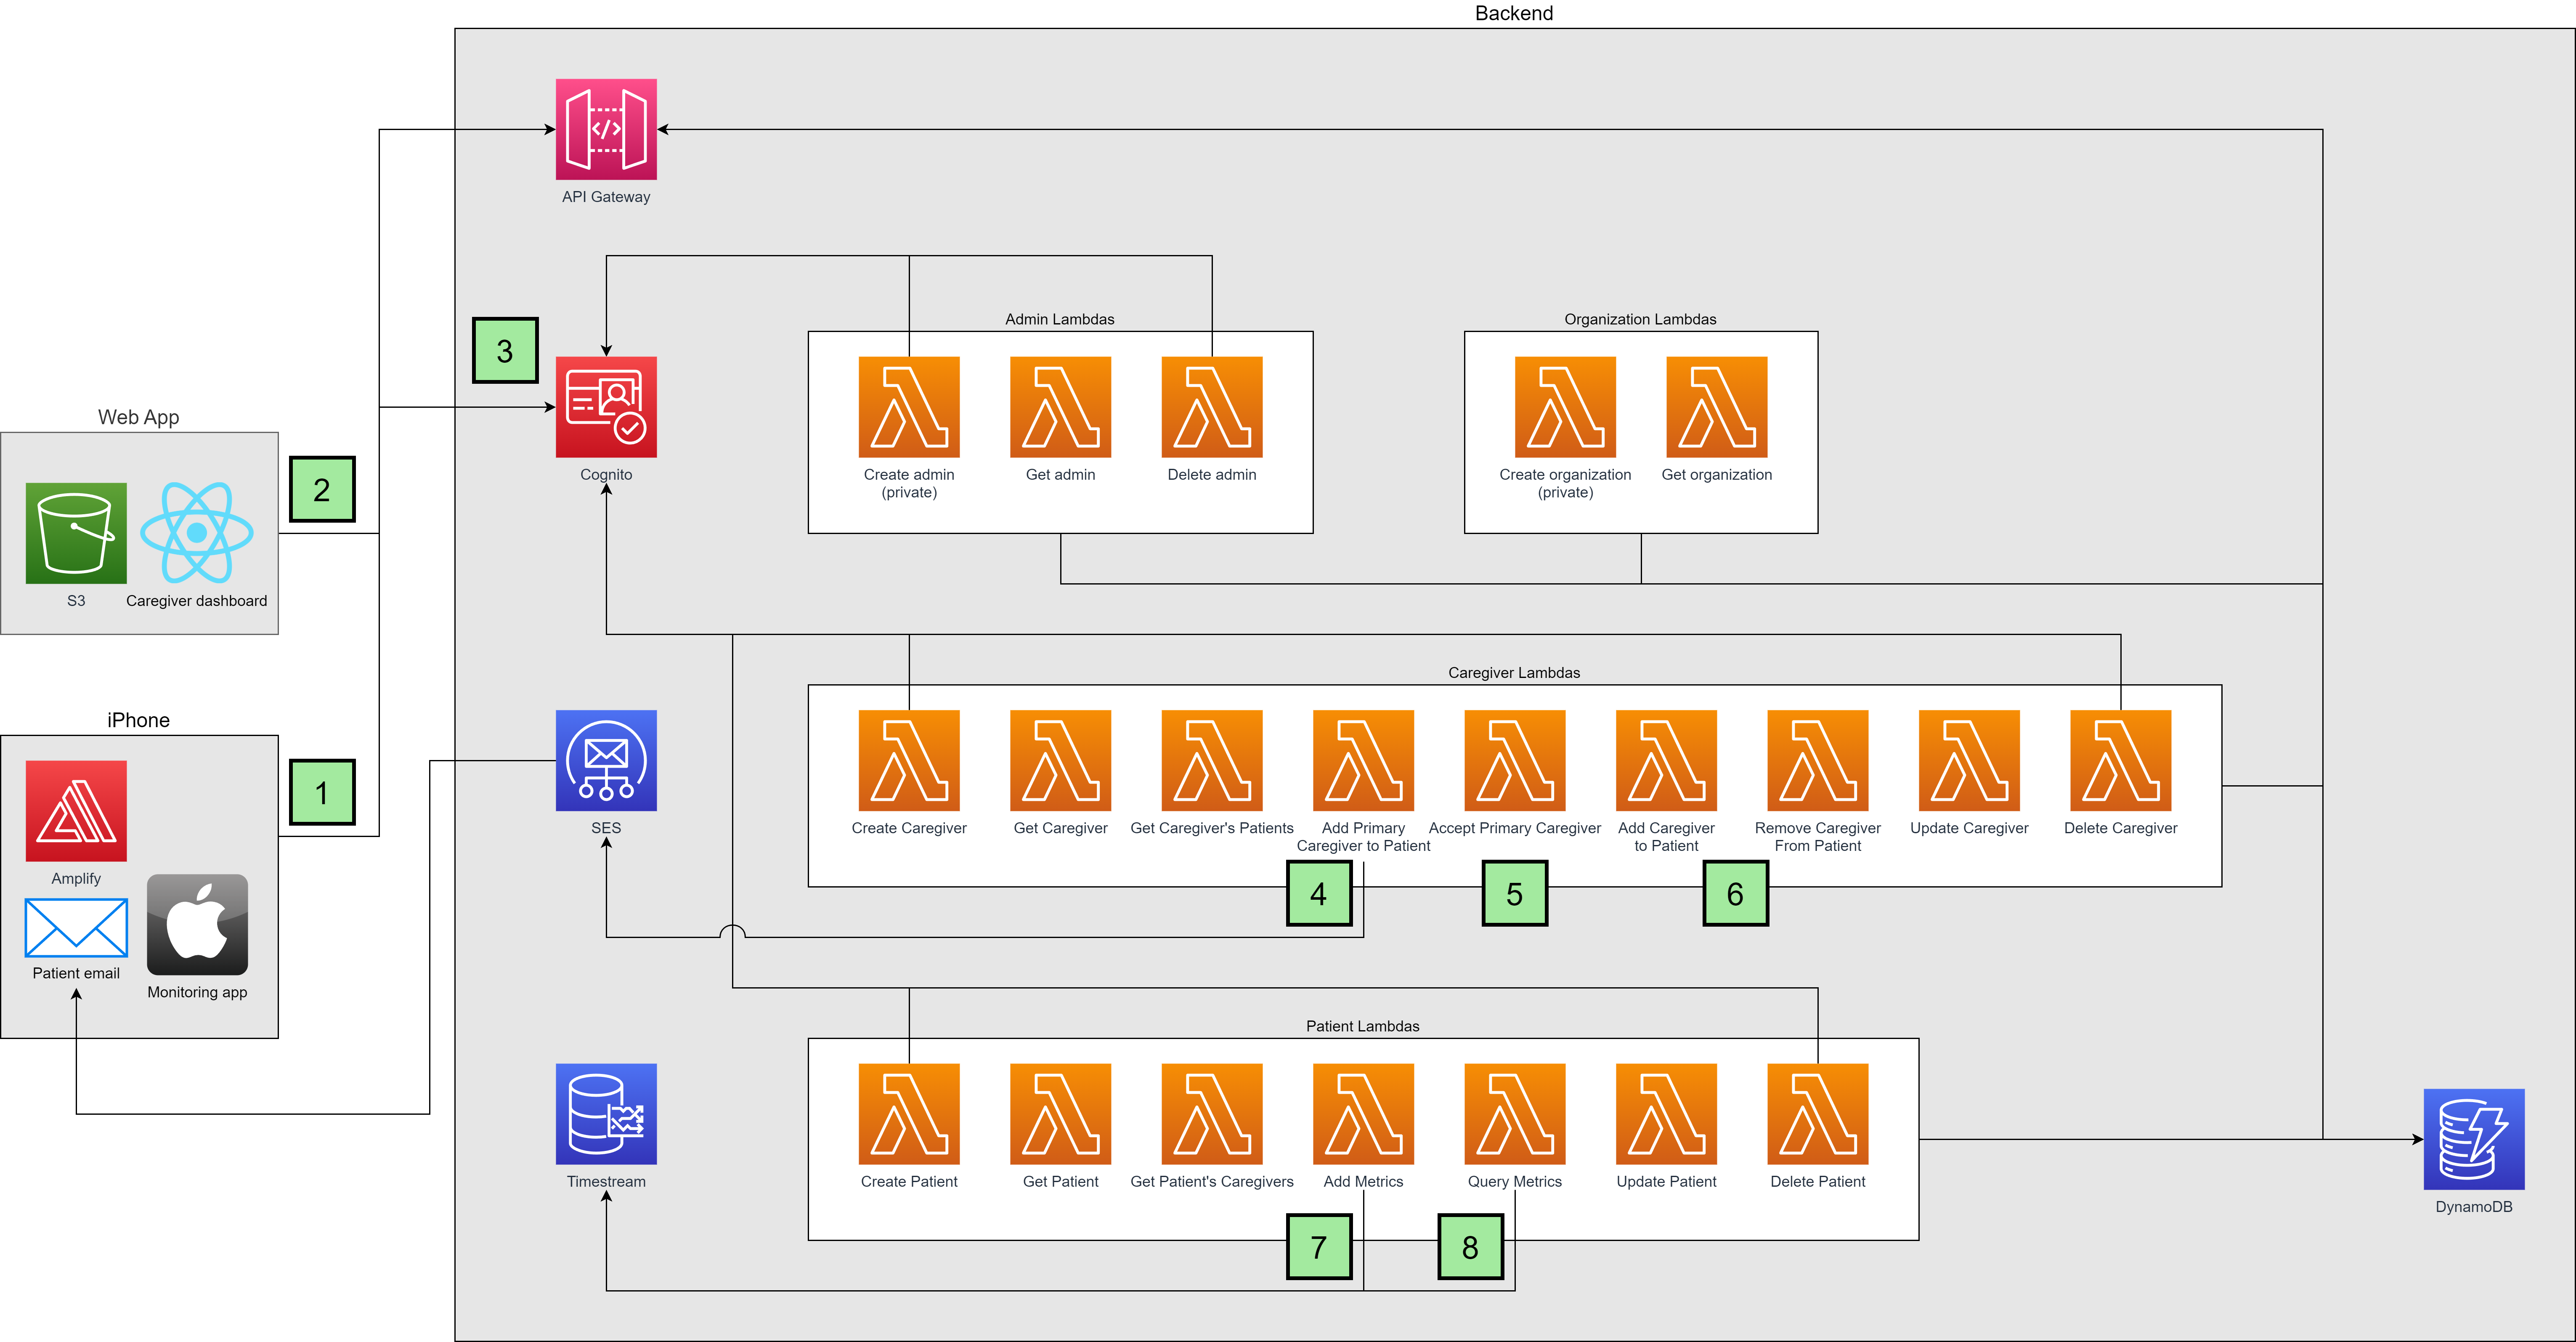 Backend
API Gateway
3
Admin Lambdas
Organization Lambdas
Cognito
Create admin
(private)
Get admin
Delete admin
Create organization
(private)
Get organization
Web App
2
S3
Caregiver dashboard
iPhone
1
Amplify
Patient email
Monitoring app
Caregiver Lambdas
SES
Create Caregiver
Get Caregiver
Get Caregiver's Patients
Add Primary
Caregiver to Patient
Accept Primary Caregiver
Add Caregiver
to Patient
Remove Caregiver
From Patient
Update Caregiver
Delete Caregiver
4
5
6
Patient Lambdas
Timestream
Create Patient
Get Patient
Get Patient's Caregivers
Add Metrics
Query Metrics
Update Patient
Delete Patient
DynamoDB
7
8